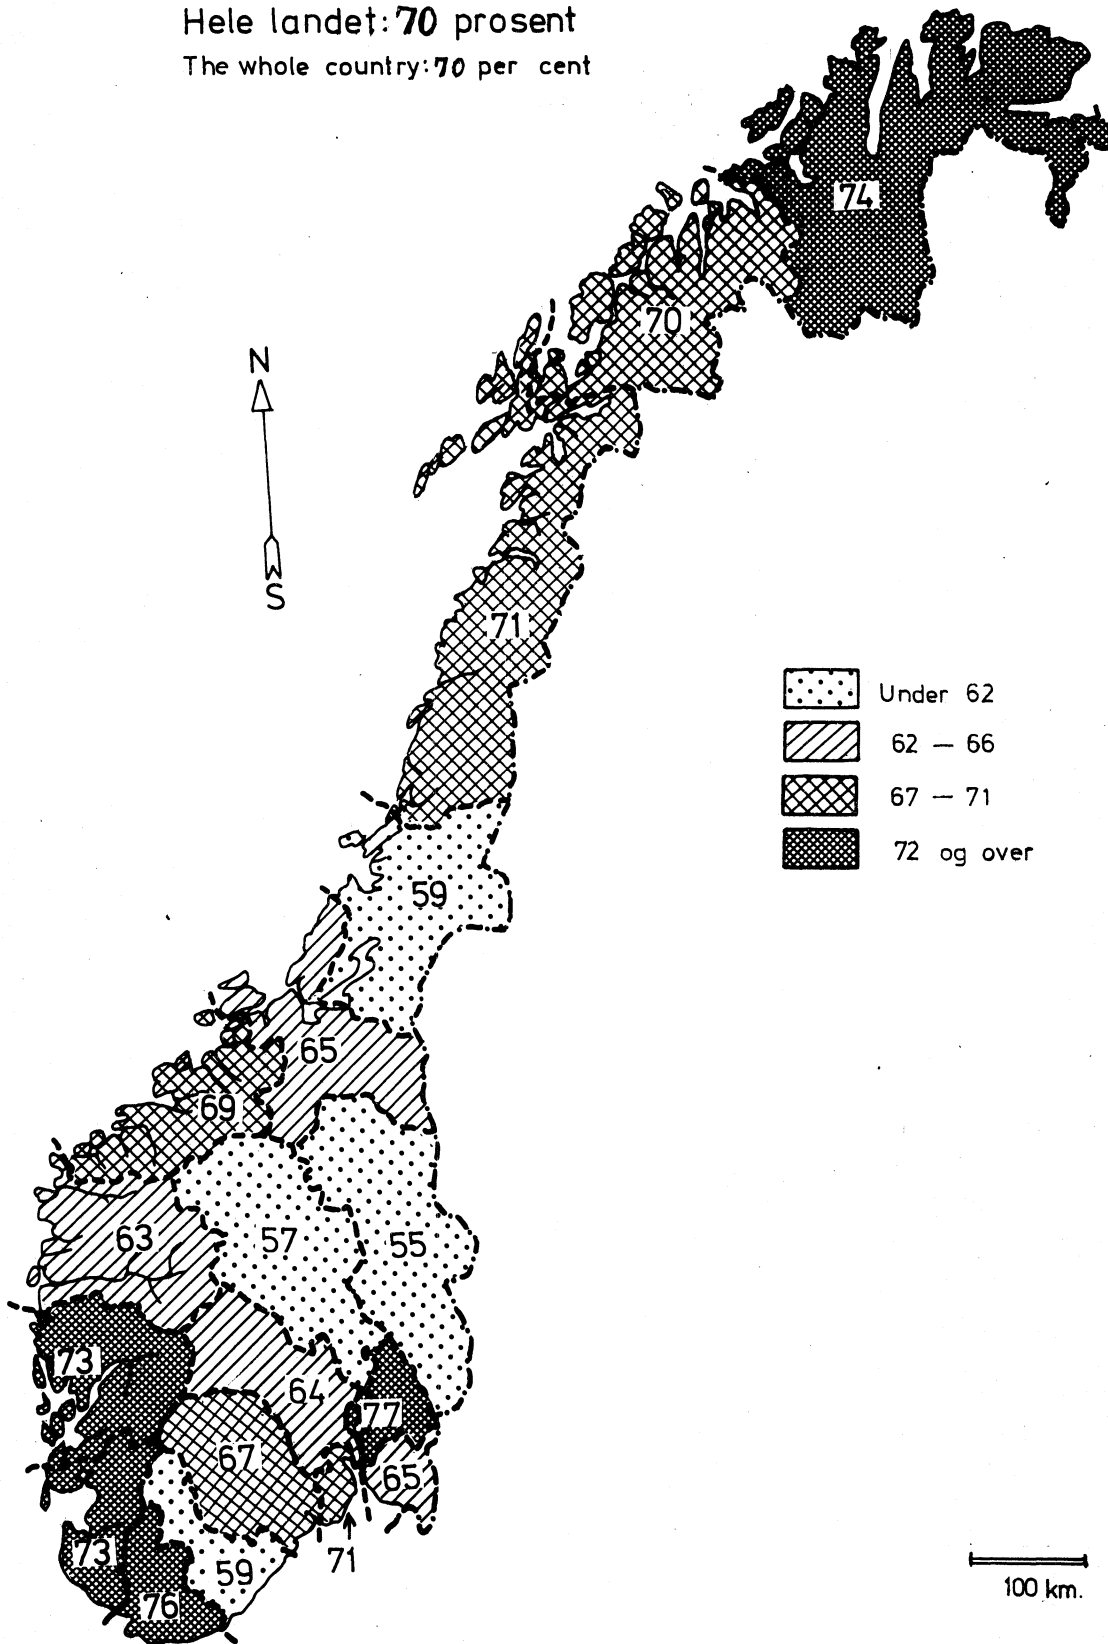 Hele landet: 70 prosent
The whole country: 70 per cent
74
70
N
S
71
Under 62
62 — 66
67 — 71
72 og over
59
65
69
63
57
55
73
64
77
67
65
73
71
59
76
100 km.